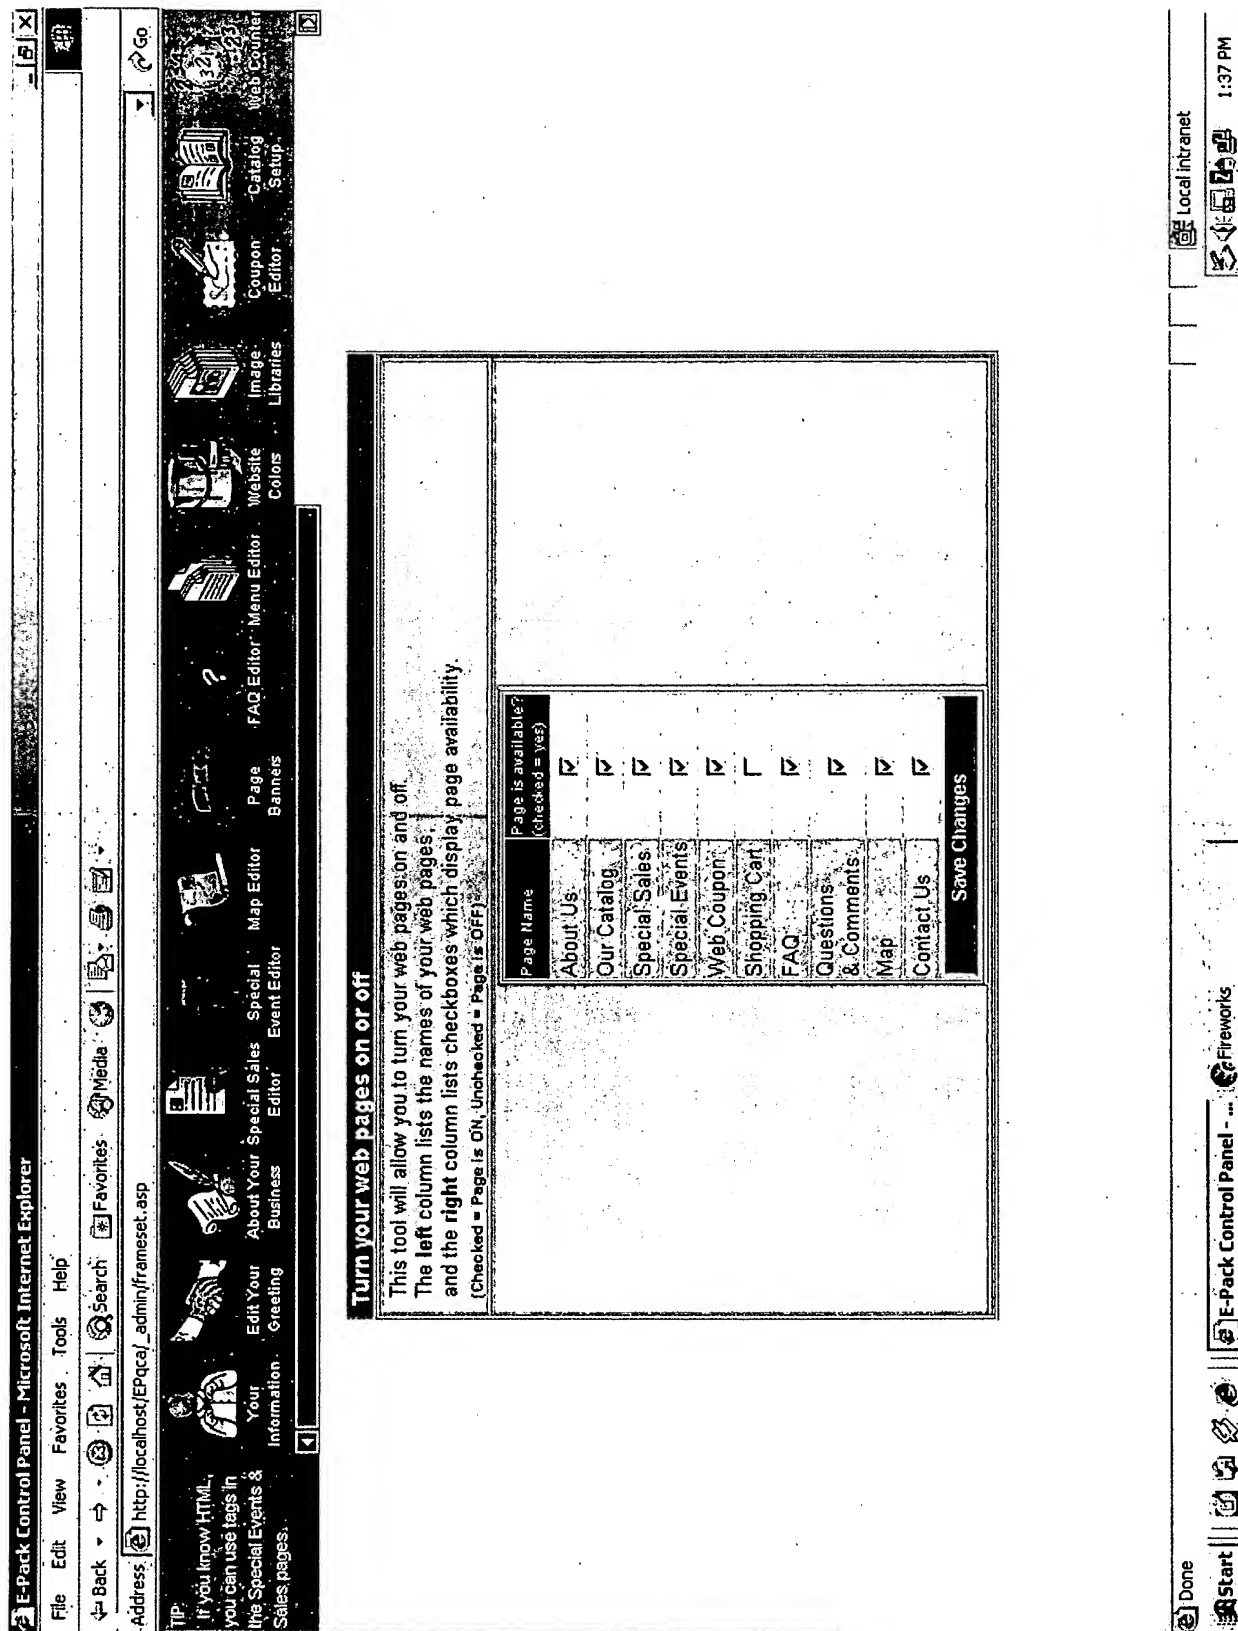 E-Pack Control Panel - Microsoft Internet Explorer
File Edit View Favorites Tools Help
Back Search Favorites Media
Address http://localhost/EPqca/_admin/frameset.asp Go
TIP:
If you know HTML,
you can use tags in
the Special Events &
Sales pages.
Your
Information
Edit Your
Greeting
About Your
Business
Special Sales
Editor
Special
Event Editor
Map Editor
Page
Banners
FAQ Editor
Menu Editor
Website
Colors
Image
Libraries
Coupon
Editor
Catalog
Setup
Web Counter
Turn your web pages on or off
This tool will allow you to turn your web pages on and off.
The left column lists the names of your web pages
and the right column lists checkboxes which display page availability.
(Checked = Page is ON, Unchecked = Page is OFF)
Page Name
Page is available?
(checked = yes)
About Us
Our Catalog
Special Sales
Special Events
Web Coupon
Shopping Cart
FAQ
Questions
& Comments
Map
Contact Us
Save Changes
Done Local intranet
Start E-Pack Control Panel - ... Fireworks 1:37 PM